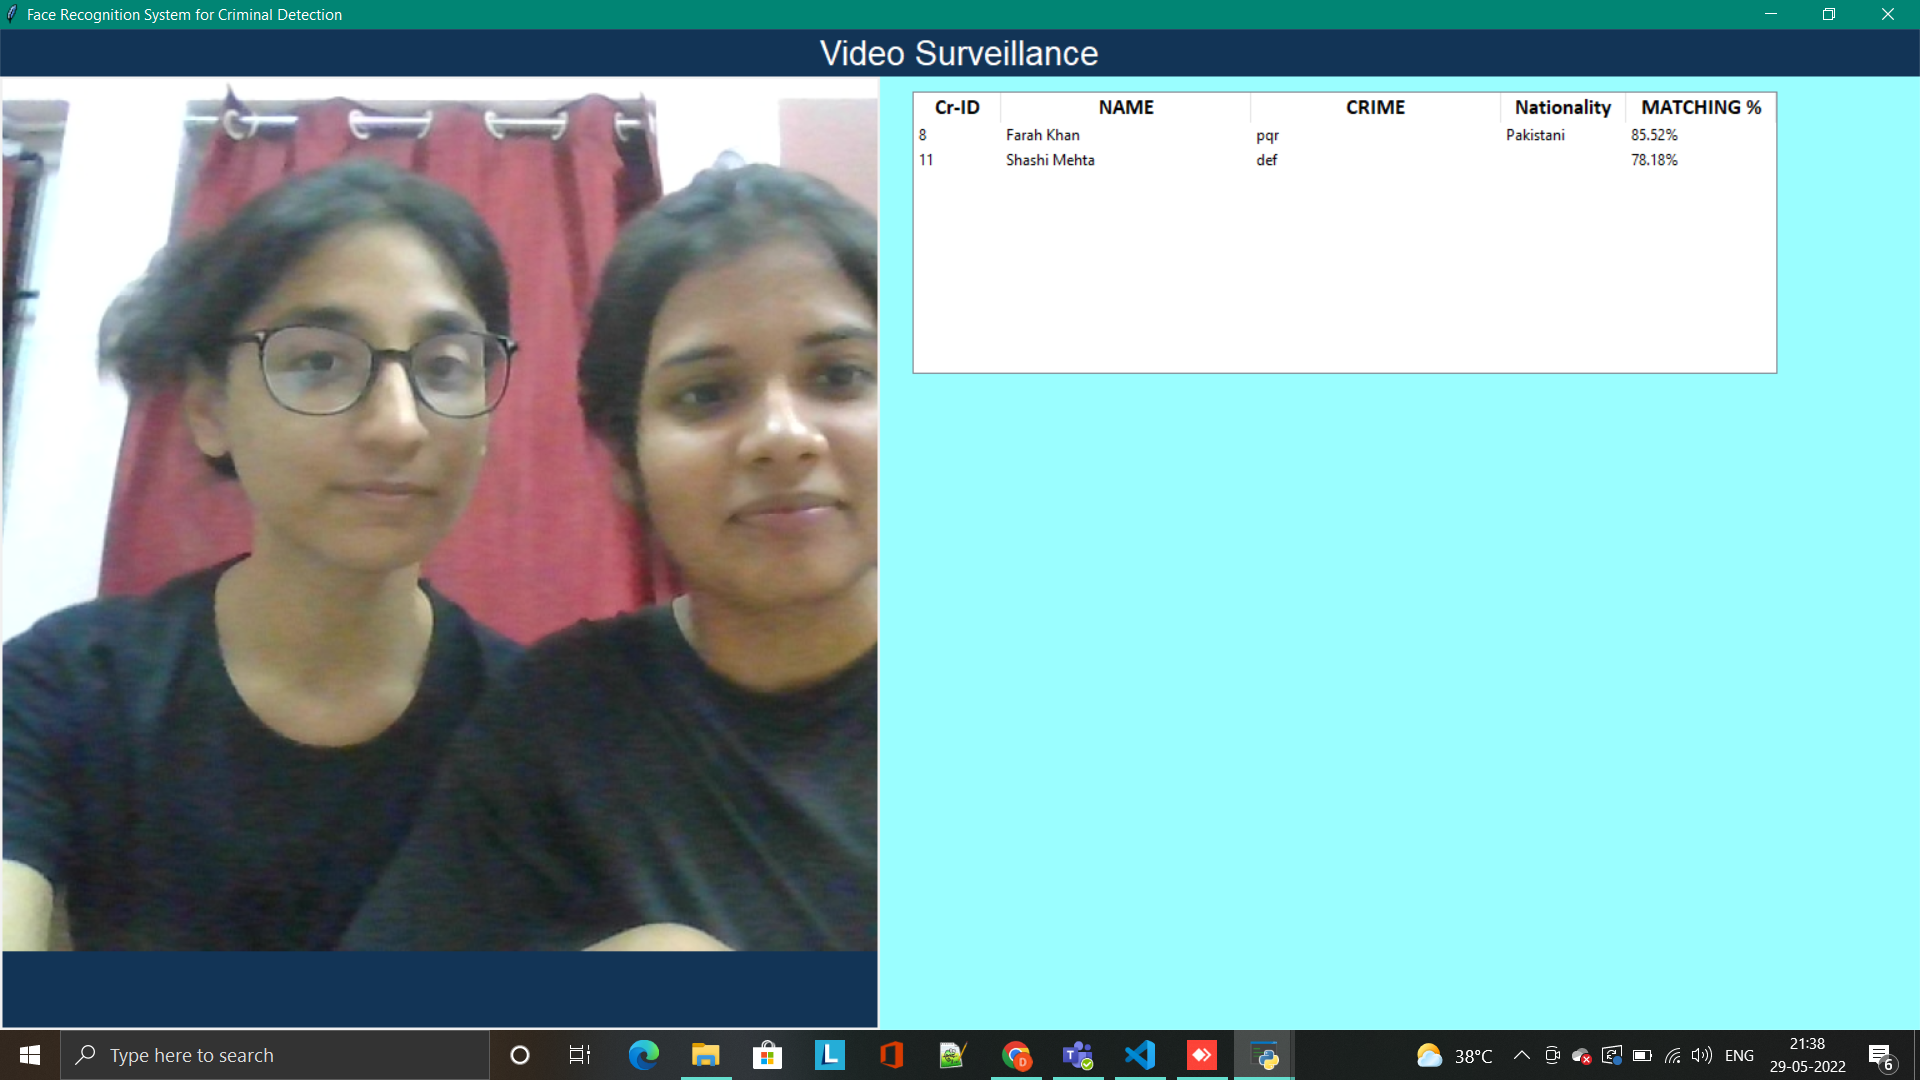 Face Recognition System for Criminal Detection
Video Surveillance
Cr-ID NAME CRIME Nationality MATCHING %
8 Farah Khan pqr Pakistani 85.52%
11 Shashi Mehta def 78.18%
Type here to search
L
38°C
ENG
21:38
29-05-2022
6